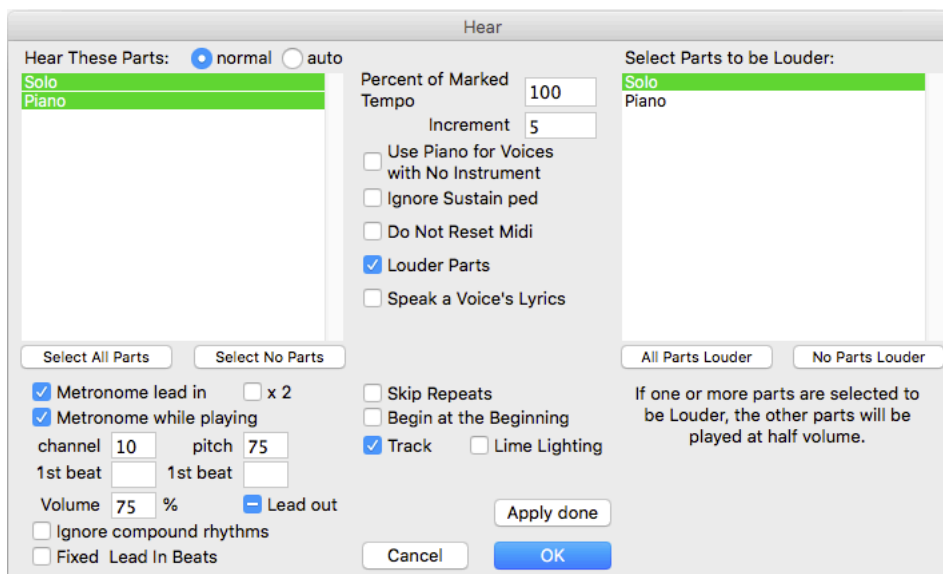 Hear
Hear These Parts: normal auto
Solo
Piano
Select All Parts Select No Parts
Percent of Marked
Tempo 100
Increment 5
Use Piano for Voices
with No Instrument
Ignore Sustain ped
Do Not Reset Midi
Louder Parts
Speak a Voice's Lyrics
Select Parts to be Louder:
Solo
Piano
All Parts Louder No Parts Louder
If one or more parts are selected to
be Louder, the other parts will be
played at half volume.
Metronome lead in x 2
Metronome while playing
channel 10 pitch 75
1st beat 1st beat
Volume 75 % Lead out
Ignore compound rhythms
Fixed Lead In Beats
Skip Repeats
Begin at the Beginning
Track Lime Lighting
Apply done
Cancel OK